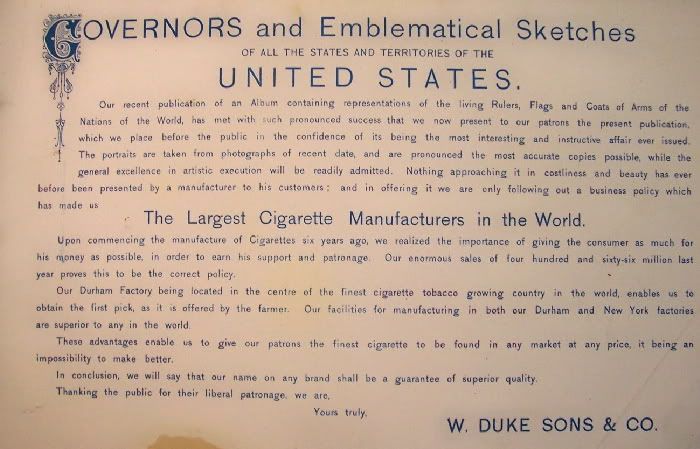 GOVERNORS and Emblematical Sketches
OF ALL THE STATES AND TERRITORIES OF THE
UNITED STATES.
Our recent publication of an Album containing representations of the living Rulers, Flags and Coats of Arms of the
Nations of the World, has met with such pronounced success that we now present to our patrons the present publication,
which we place before the public in the confidence of its being the most interesting and instructive affair ever issued.
The portraits are taken from photographs of recent date, and are pronounced the most accurate copies possible, while the
general excellence in artistic execution will be readily admitted. Nothing approaching it in costliness and beauty has ever
before been presented by a manufacturer to his customers; and in offering it we are only following out a business policy which
has made us
The Largest Cigarette Manufacturers in the World.
Upon commencing the manufacture of Cigarettes six years ago, we realized the importance of giving the consumer as much for
his money as possible, in order to earn his support and patronage. Our enormous sales of four hundred and sixty-six million last
year proves this to be the correct policy.
Our Durham Factory being located in the centre of the finest cigarette tobacco growing country in the world, enables us to
obtain the first pick, as it is offered by the farmer. Our facilities for manufacturing in both our Durham and New York factories
are superior to any in the world.
These advantages enable us to give our patrons the finest cigarette to be found in any market at any price, it being an
impossibility to make better.
In conclusion, we will say that our name on any brand shall be a guarantee of superior quality.
Thanking the public for their liberal patronage, we are,
Yours truly,
W. DUKE SONS & CO.